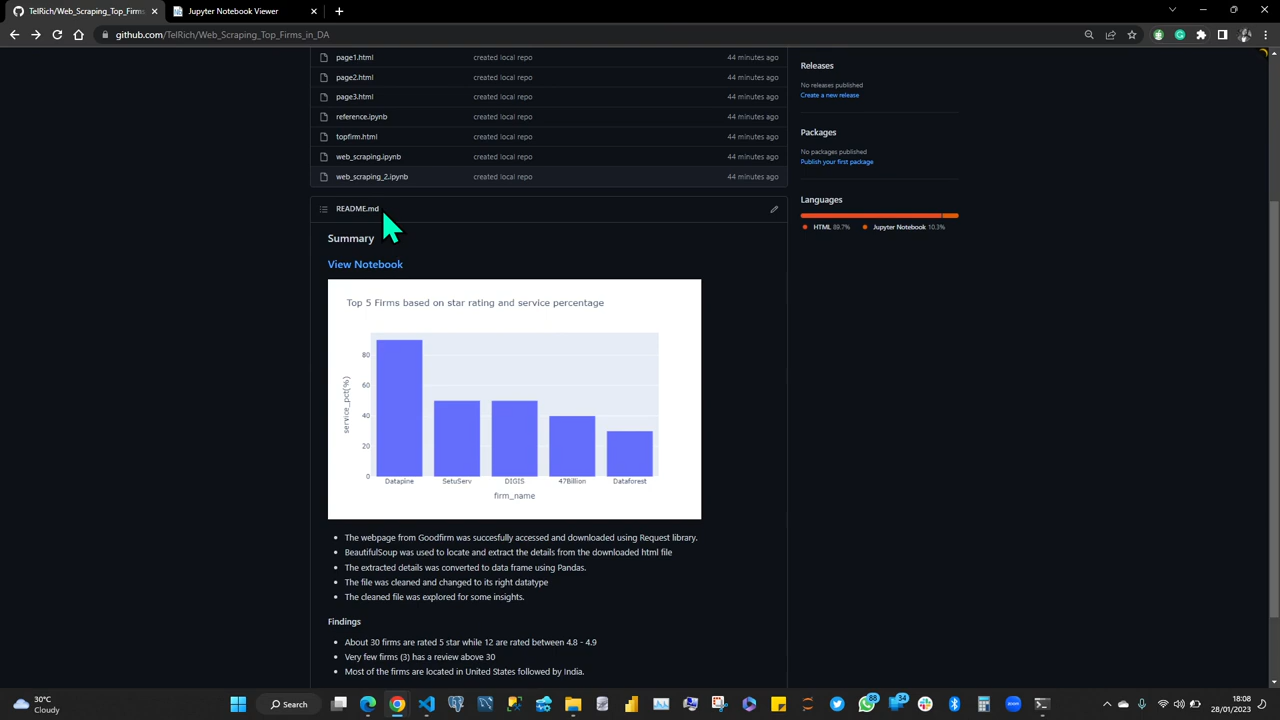 TelRich/Web_Scraping_Top_Firms
Jupyter Notebook Viewer
github.com/TelRich/Web_Scraping_Top_Firms_in_DA
page1.html created local repo 44 minutes ago
page2.html created local repo 44 minutes ago
page3.html created local repo 44 minutes ago
reference.ipynb created local repo 44 minutes ago
topfirm.html created local repo 44 minutes ago
web_scraping.ipynb created local repo 44 minutes ago
web_scraping_2.ipynb created local repo 44 minutes ago
README.md
Summary
View Notebook
Top 5 Firms based on star rating and service percentage
80
60
40
20
0
service_pct(%)
Datapine SetuServ DIGIS 47Billion Dataforest
firm_name
The webpage from Goodfirm was succesfully accessed and downloaded using Request library.
BeautifulSoup was used to locate and extract the details from the downloaded html file
The extracted details was converted to data frame using Pandas.
The file was cleaned and changed to its right datatype
The cleaned file was explored for some insights.
Findings
About 30 firms are rated 5 star while 12 are rated between 4.8 - 4.9
Very few firms (3) has a review above 30
Most of the firms are located in United States followed by India.
Releases
No releases published
Create a new release
Packages
No packages published
Publish your first package
Languages
HTML 89.7% Jupyter Notebook 10.3%
30°C
Cloudy
Search
88
34
zoom
18:08
28/01/2023